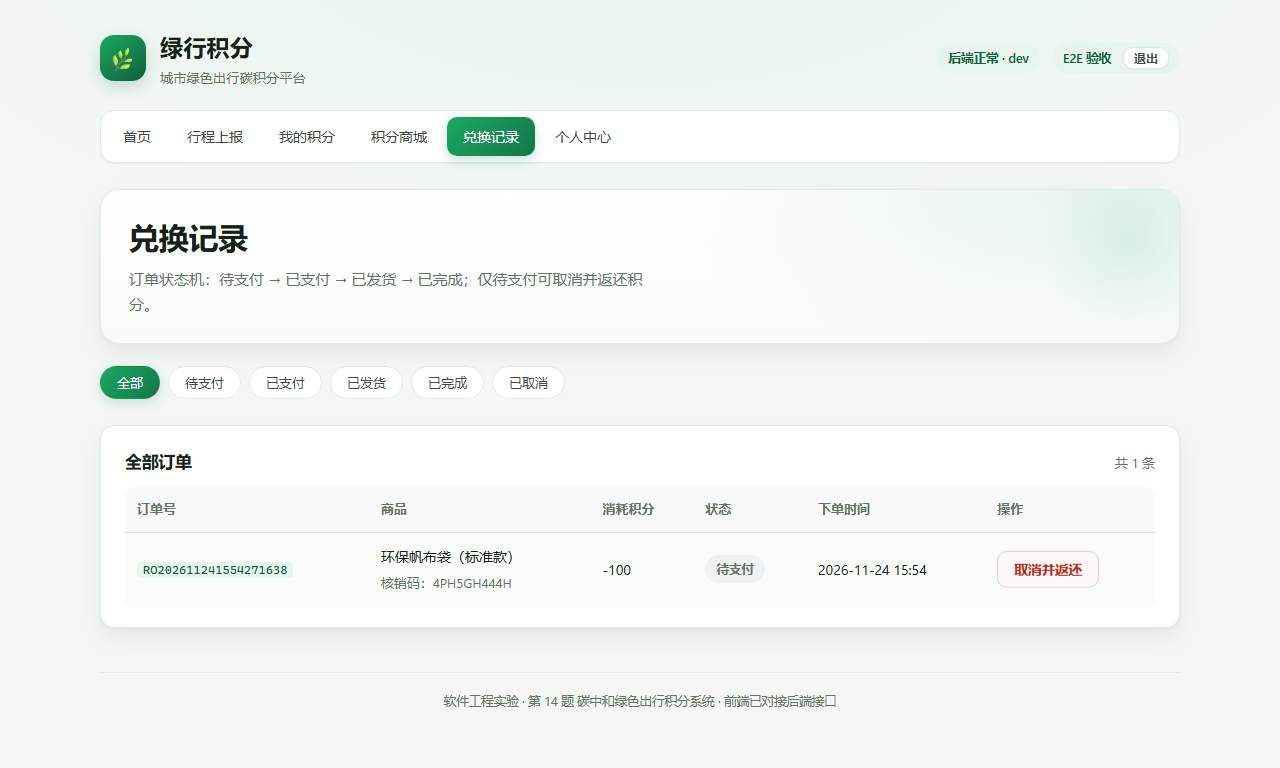 绿行积分
城市绿色出行碳积分平台
后端正常 · dev
E2E 验收
退出
首页
行程上报
我的积分
积分商城
兑换记录
个人中心
兑换记录
订单状态机：待支付 → 已支付 → 已发货 → 已完成；仅待支付可取消并返还积
分。
全部
待支付
已支付
已发货
已完成
已取消
全部订单
共 1 条
订单号
商品
消耗积分
状态
下单时间
操作
RO202611241554271638
环保帆布袋（标准款）
核销码：4PH5GH444H
-100
待支付
2026-11-24 15:54
取消并返还
软件工程实验 · 第 14 题 碳中和绿色出行积分系统 · 前端已对接后端接口